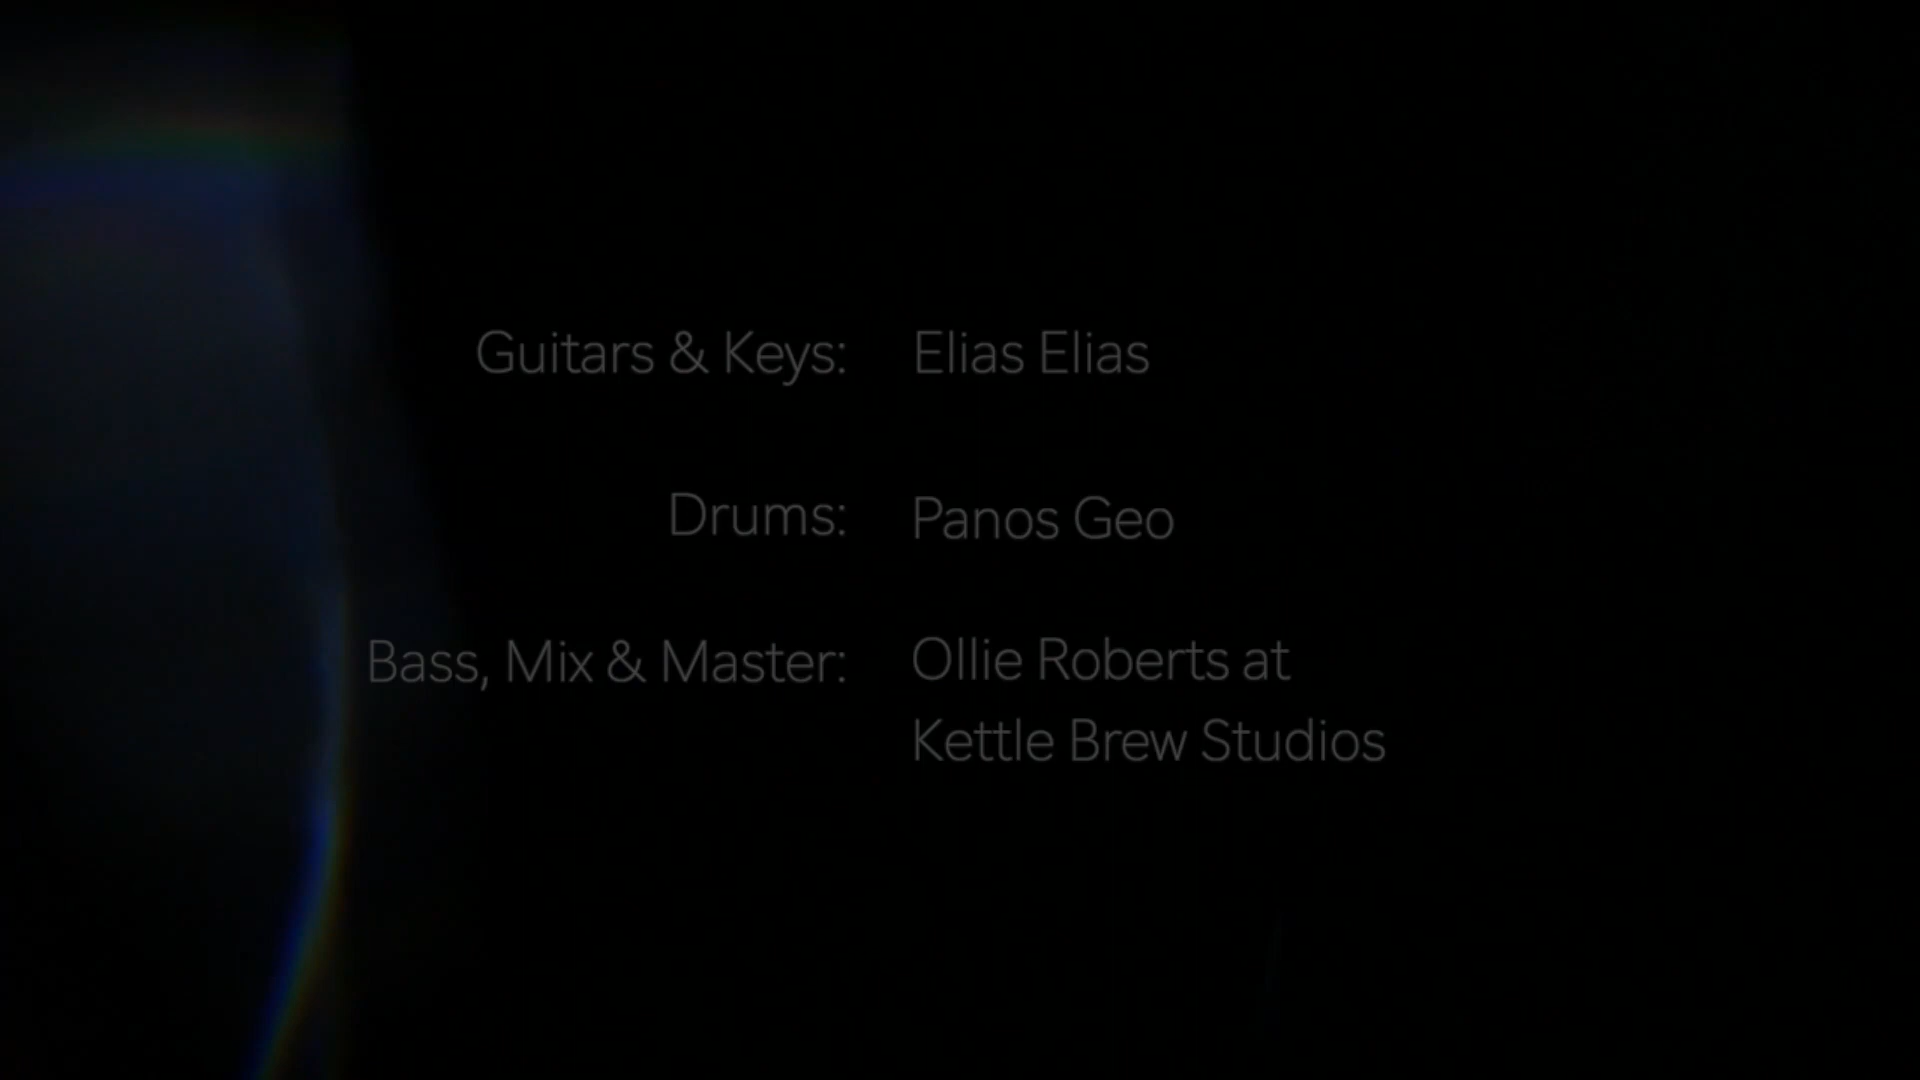 Guitars & Keys: Elias Elias
Drums: Panos Geo
Bass, Mix & Master: Ollie Roberts at
Kettle Brew Studios